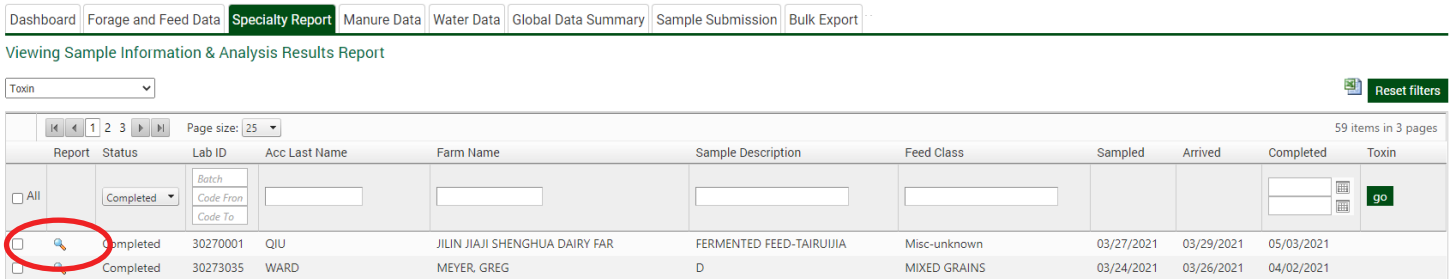 Dashboard Forage and Feed Data Specialty Report Manure Data Water Data Global Data Summary Sample Submission Bulk Export
Viewing Sample Information & Analysis Results Report
Toxin Reset filters
1 2 3 Page size: 25 59 items in 3 pages
Report Status Lab ID Acc Last Name Farm Name Sample Description Feed Class Sampled Arrived Completed Toxin
Batch
All Completed Code Fron go
Code To
Completed 30270001 QIU JILIN JIAJI SHENGHUA DAIRY FAR FERMENTED FEED-TAIRUIJIA Misc-unknown 03/27/2021 03/29/2021 05/03/2021
Completed 30273035 WARD MEYER, GREG D MIXED GRAINS 03/24/2021 03/26/2021 04/02/2021